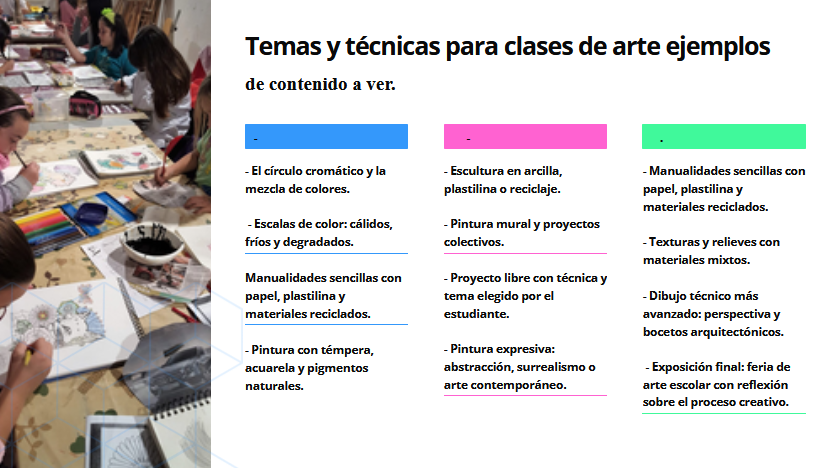 Temas y técnicas para clases de arte ejemplos
de contenido a ver.
-
- El círculo cromático y la
mezcla de colores.
- Escalas de color: cálidos,
fríos y degradados.
Manualidades sencillas con
papel, plastilina y
materiales reciclados.
- Pintura con témpera,
acuarela y pigmentos
naturales.
-
- Escultura en arcilla,
plastilina o reciclaje.
- Pintura mural y proyectos
colectivos.
- Proyecto libre con técnica y
tema elegido por el
estudiante.
- Pintura expresiva:
abstracción, surrealismo o
arte contemporáneo.
.
- Manualidades sencillas con
papel, plastilina y
materiales reciclados.
- Texturas y relieves con
materiales mixtos.
- Dibujo técnico más
avanzado: perspectiva y
bocetos arquitectónicos.
- Exposición final: feria de
arte escolar con reflexión
sobre el proceso creativo.